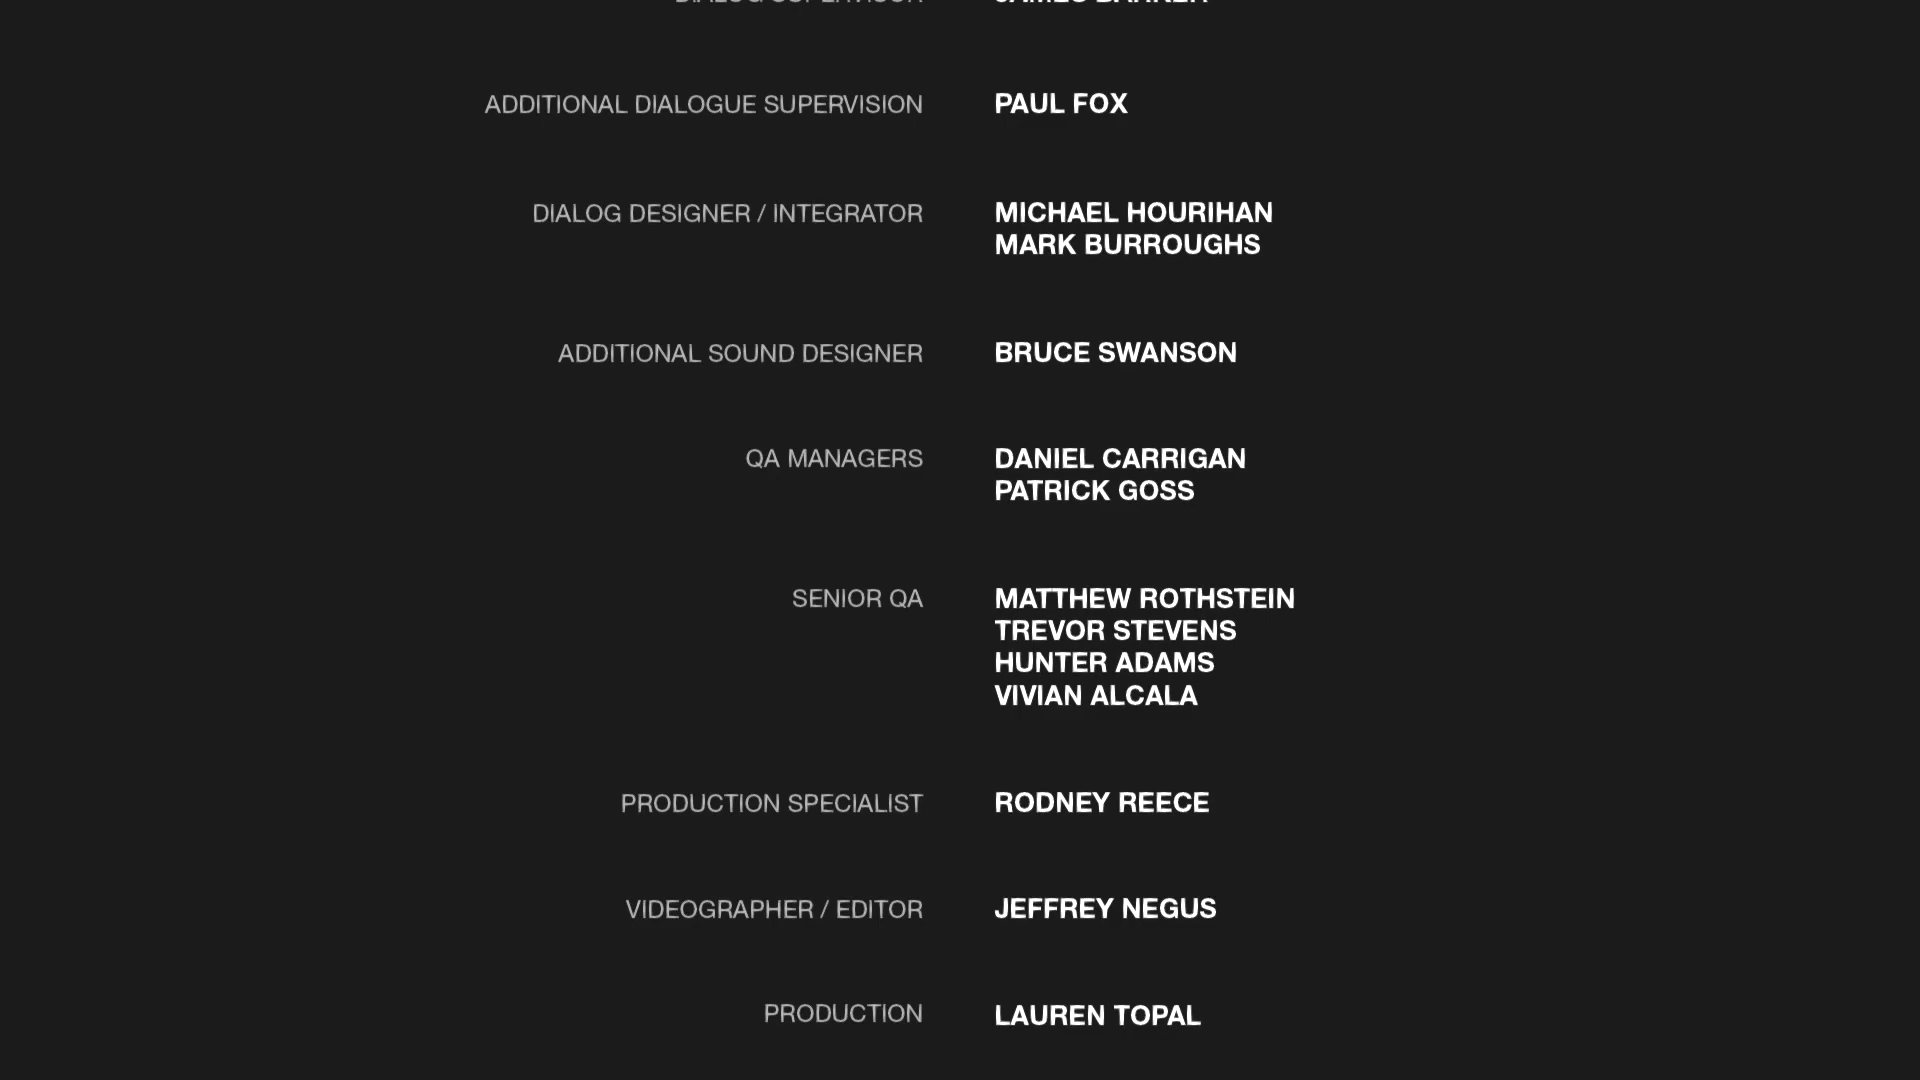 ADDITIONAL DIALOGUE SUPERVISION PAUL FOX
DIALOG DESIGNER / INTEGRATOR MICHAEL HOURIHAN
MARK BURROUGHS
ADDITIONAL SOUND DESIGNER BRUCE SWANSON
QA MANAGERS DANIEL CARRIGAN
PATRICK GOSS
SENIOR QA MATTHEW ROTHSTEIN
TREVOR STEVENS
HUNTER ADAMS
VIVIAN ALCALA
PRODUCTION SPECIALIST RODNEY REECE
VIDEOGRAPHER / EDITOR JEFFREY NEGUS
PRODUCTION LAUREN TOPAL